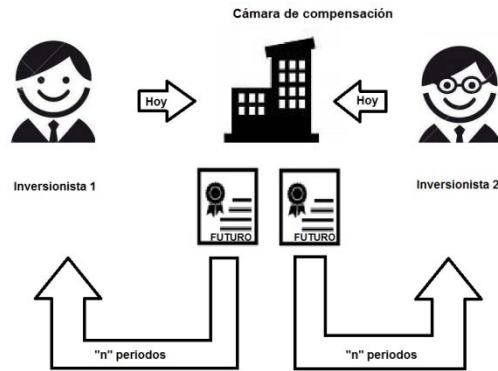 Cámara de compensación
Hoy
Hoy
Inversionista 1
Inversionista 2
FUTURO
FUTURO
"n" periodos
"n" periodos